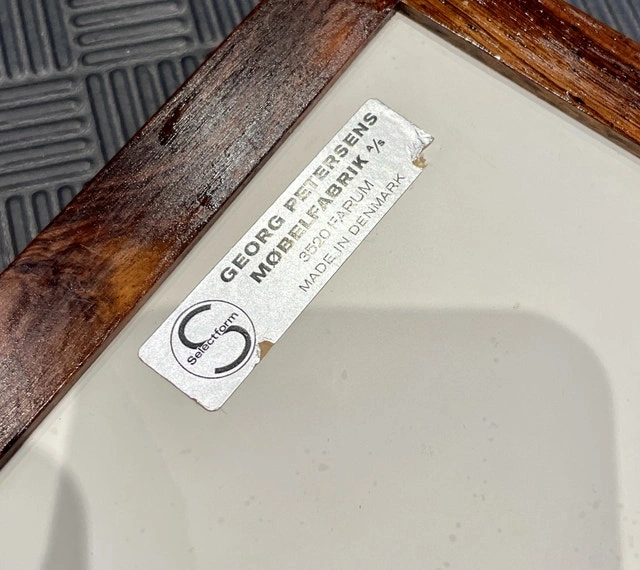 GEORG PETERSENS
MØBELFABRIK A/S
3520 FARUM
MADE IN DENMARK
Selectform